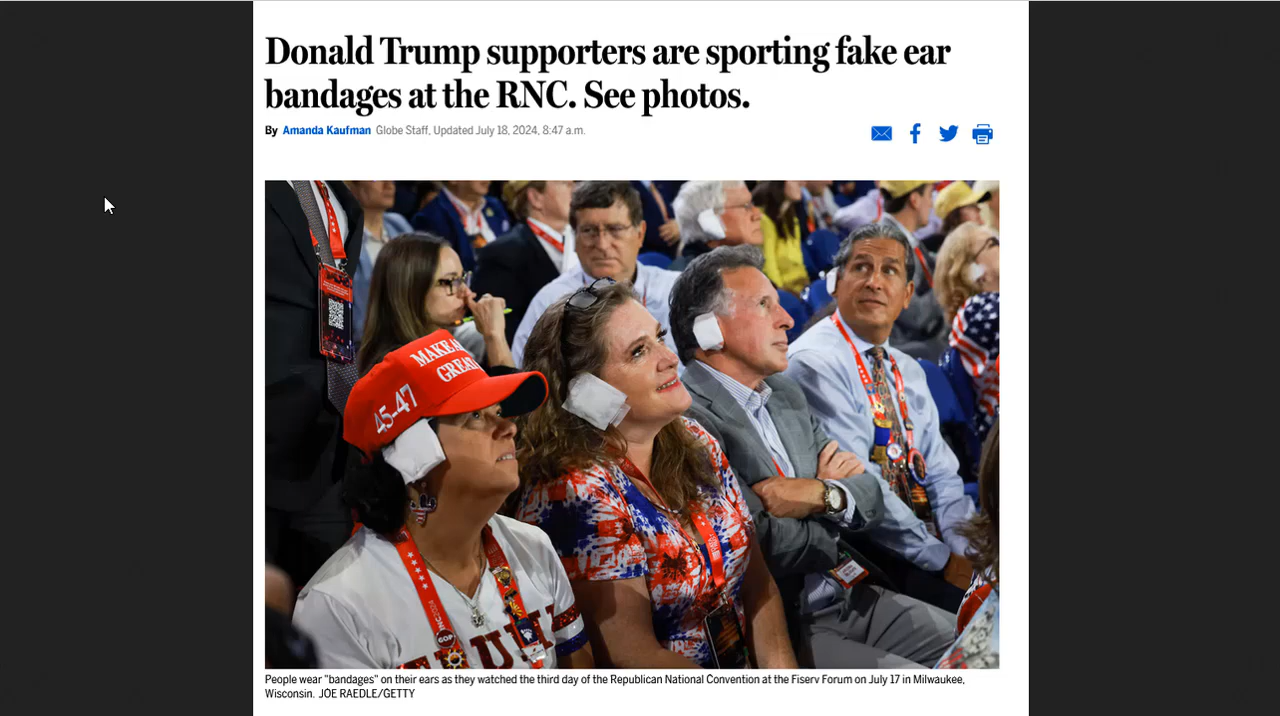 Donald Trump supporters are sporting fake ear
bandages at the RNC. See photos.
By Amanda Kaufman Globe Staff, Updated July 18, 2024, 8:47 a.m.
MAKE A
GREA
45-47
RNC2024
GOP
People wear "bandages" on their ears as they watched the third day of the Republican National Convention at the Fiserv Forum on July 17 in Milwaukee,
Wisconsin. JOE RAEDLE/GETTY